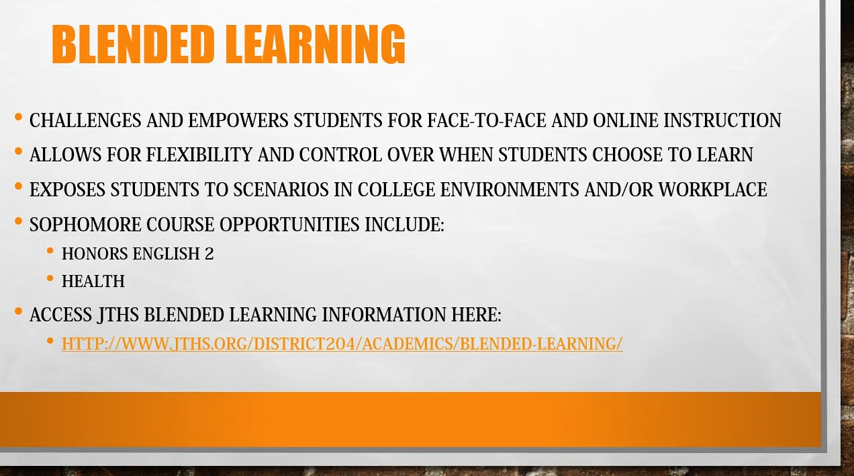 BLENDED LEARNING
CHALLENGES AND EMPOWERS STUDENTS FOR FACE-TO-FACE AND ONLINE INSTRUCTION
ALLOWS FOR FLEXIBILITY AND CONTROL OVER WHEN STUDENTS CHOOSE TO LEARN
EXPOSES STUDENTS TO SCENARIOS IN COLLEGE ENVIRONMENTS AND/OR WORKPLACE
SOPHOMORE COURSE OPPORTUNITIES INCLUDE:
HONORS ENGLISH 2
HEALTH
ACCESS JTHS BLENDED LEARNING INFORMATION HERE:
HTTP://WWW.JTHS.ORG/DISTRICT204/ACADEMICS/BLENDED-LEARNING/